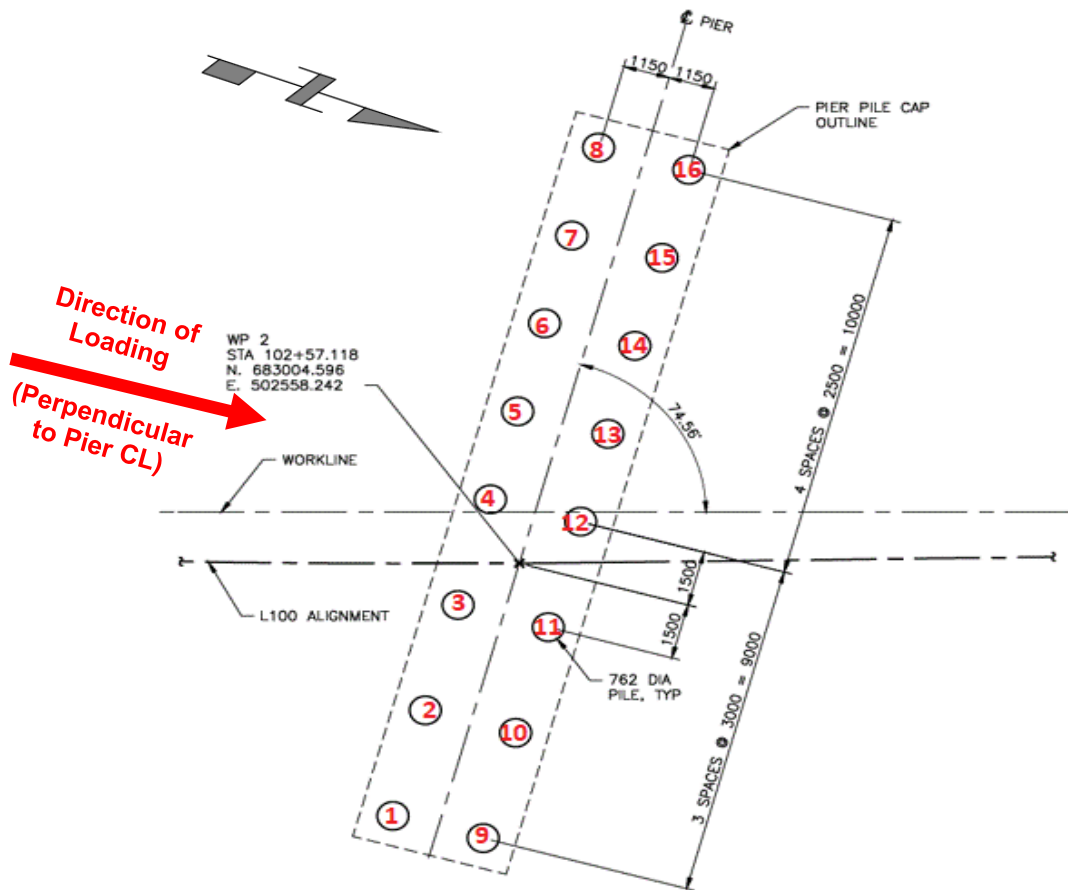 ℄ PIER
1150
1150
PIER PILE CAP
OUTLINE
8
16
7
15
Direction of
Loading
(Perpendicular
to Pier CL)
6
14
WP 2
STA 102+57.118
N. 683004.596
E. 502558.242
5
13
74.56°
4 SPACES @ 2500 = 10000
WORKLINE
4
12
1500
L100 ALIGNMENT
3
11
1500
762 DIA
PILE, TYP
2
10
3 SPACES @ 3000 = 9000
1
9